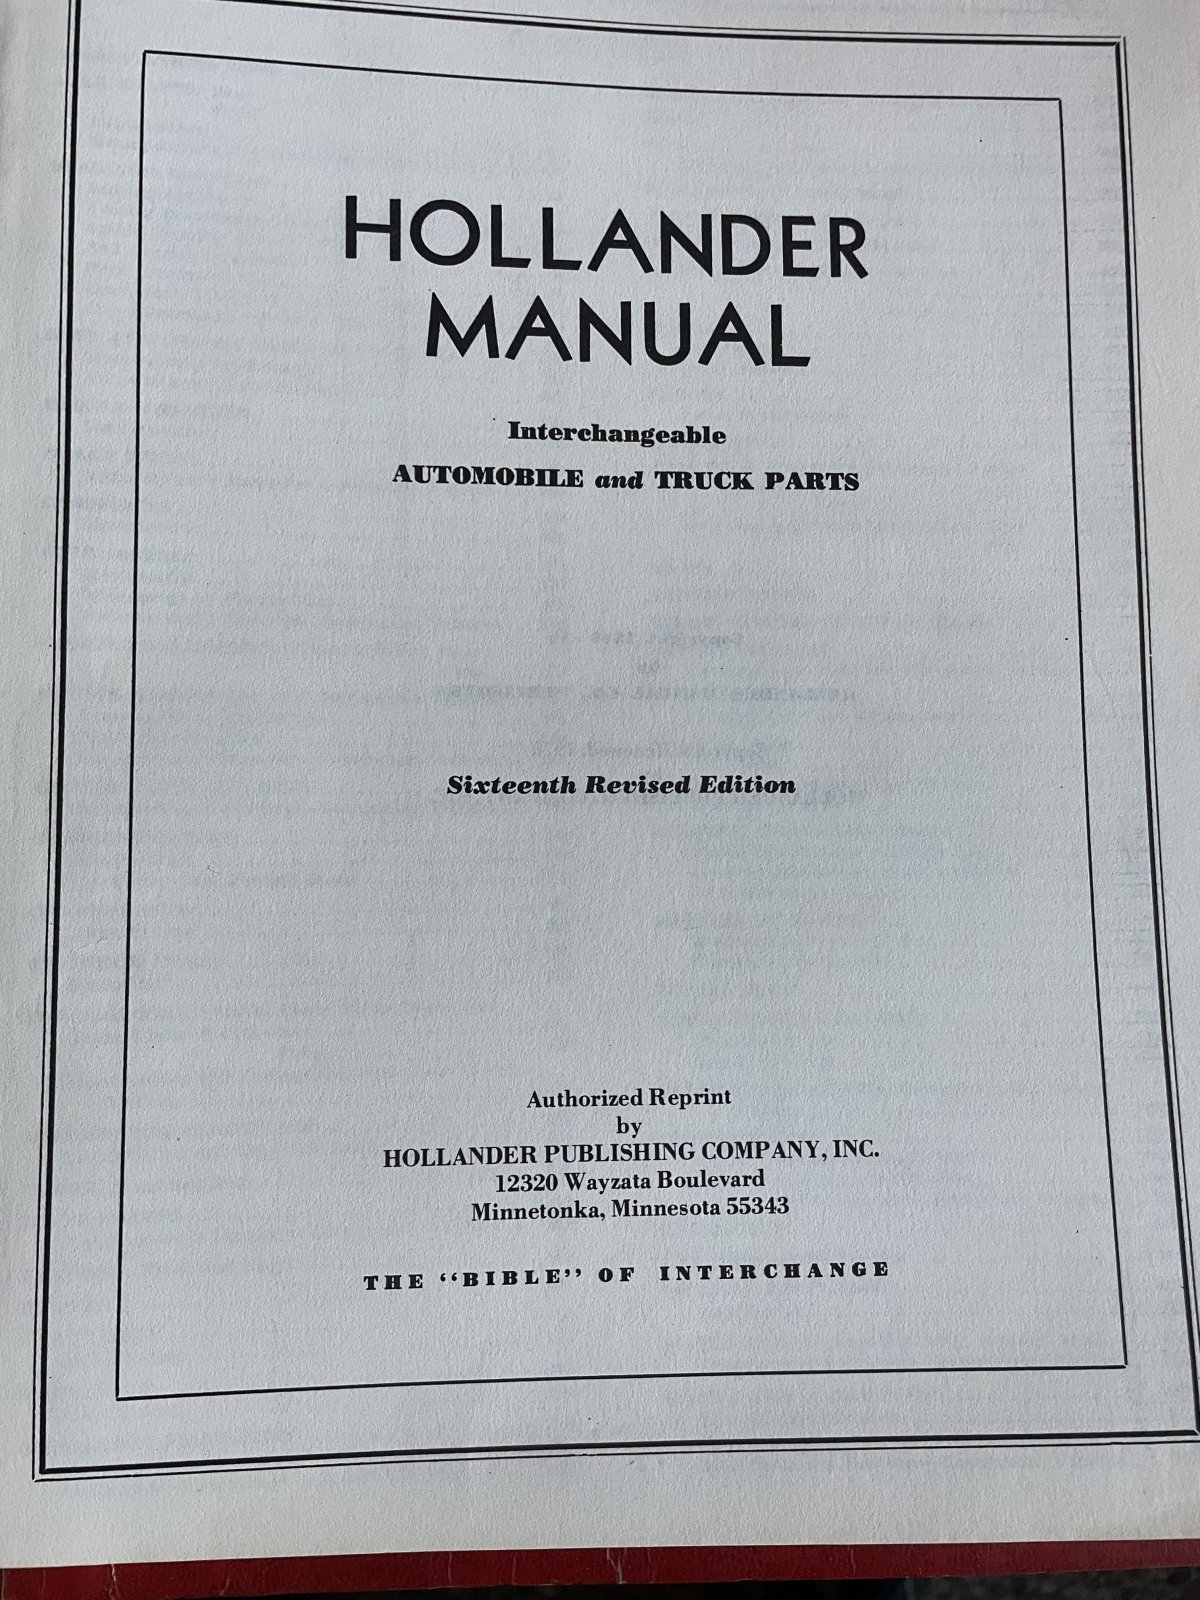 HOLLANDER
MANUAL
Interchangeable
AUTOMOBILE and TRUCK PARTS
Sixteenth Revised Edition
Authorized Reprint
by
HOLLANDER PUBLISHING COMPANY, INC.
12320 Wayzata Boulevard
Minnetonka, Minnesota 55343
THE “BIBLE” OF INTERCHANGE